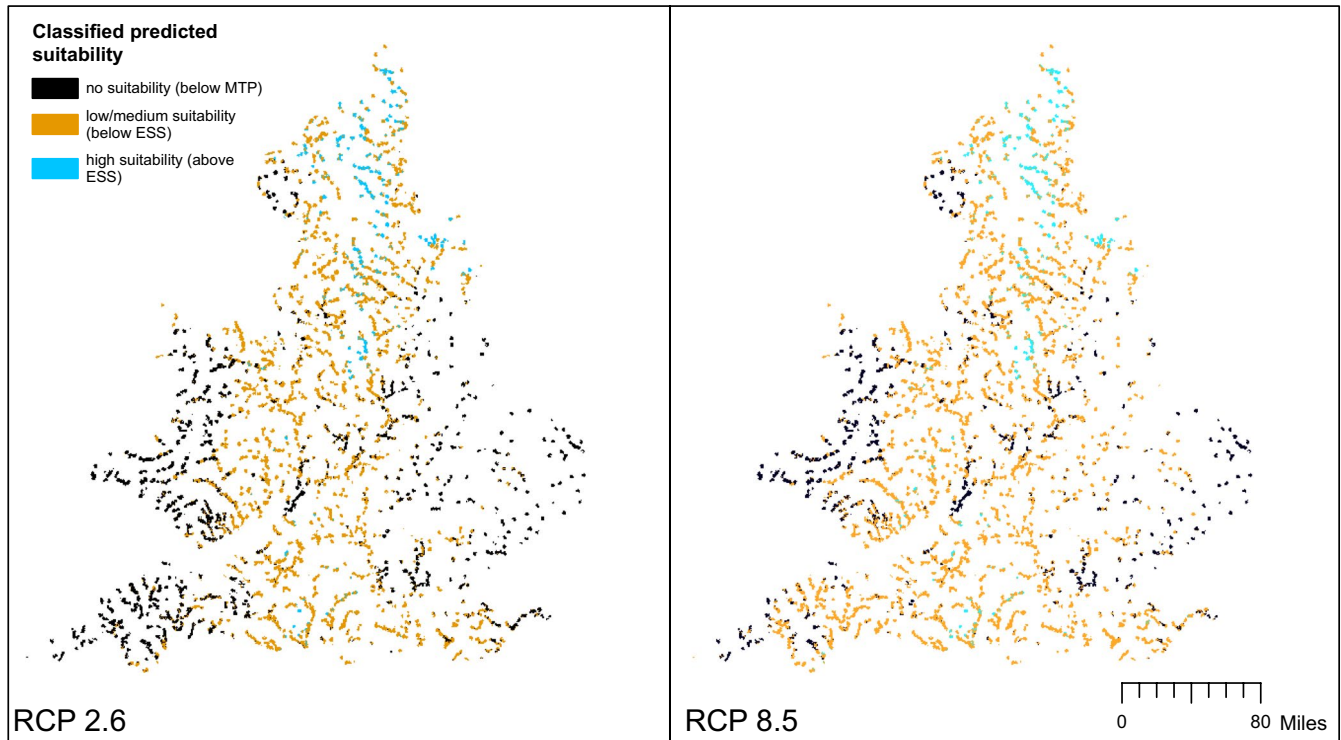 Classified predicted
suitability
no suitability (below MTP)
low/medium suitability
(below ESS)
high suitability (above
ESS)
RCP 2.6
RCP 8.5
0 80 Miles